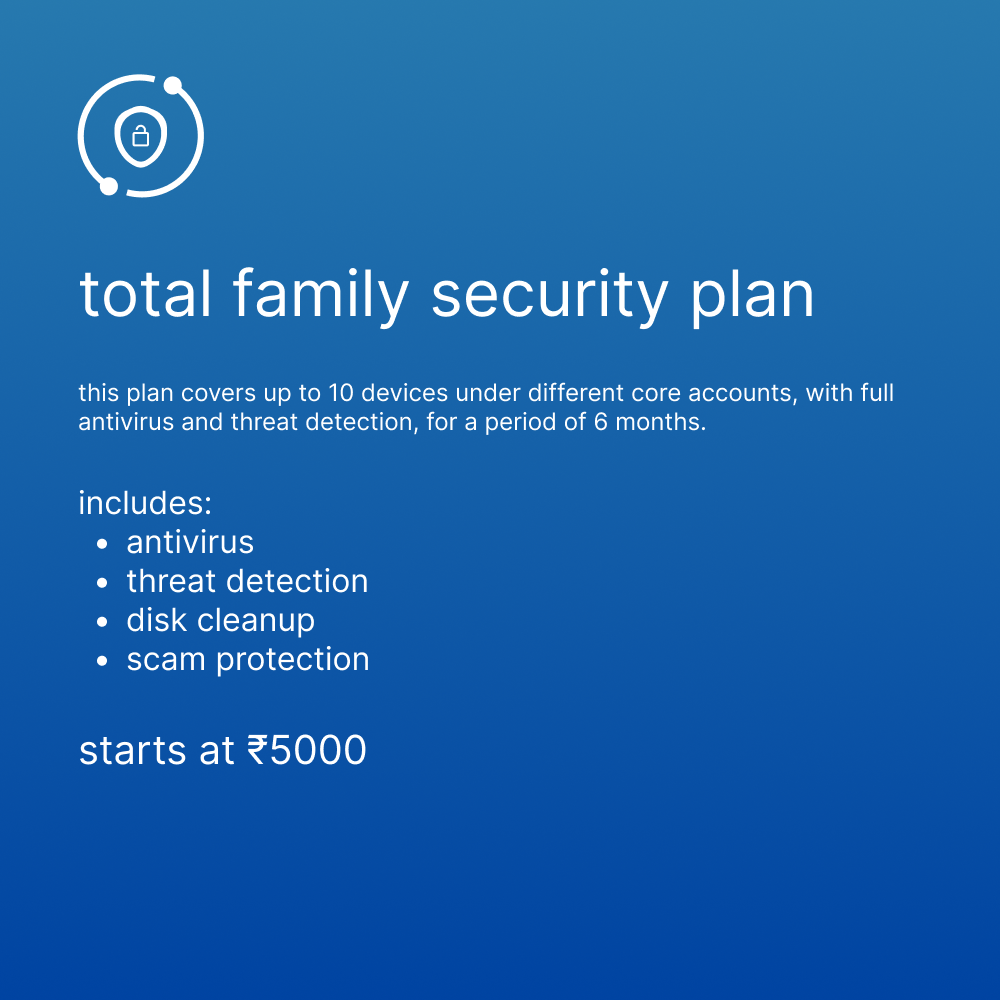 total family security plan
this plan covers up to 10 devices under different core accounts, with full
antivirus and threat detection, for a period of 6 months.
includes:
• antivirus
• threat detection
• disk cleanup
• scam protection
starts at ₹5000